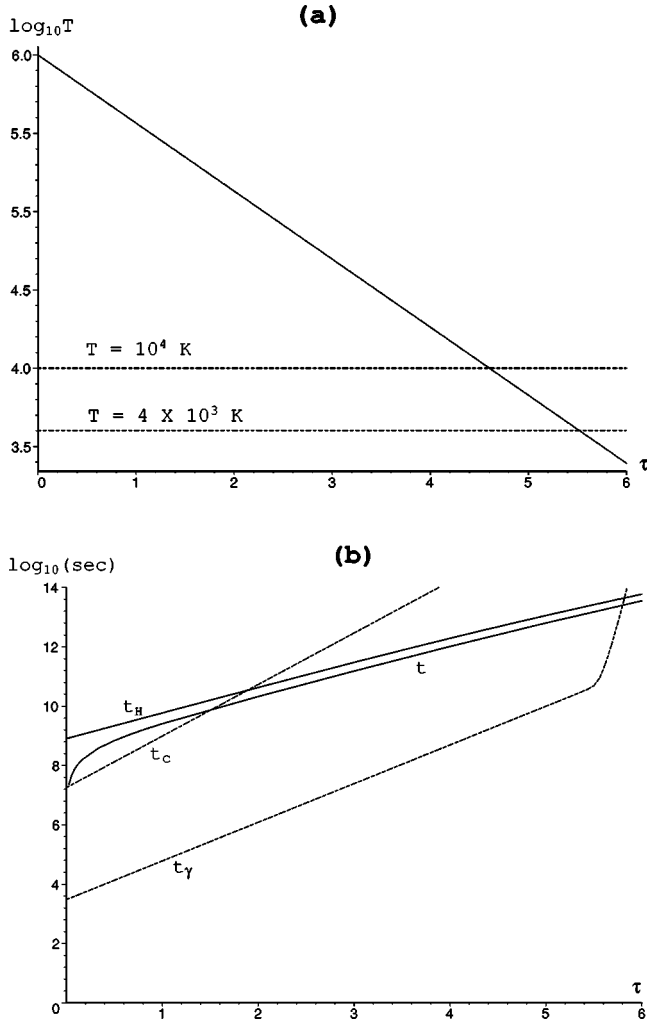 (a)
log₁₀T
6.0
5.5
5.5
4.5
T = 10⁴ K
4.0
T = 4 X 10³ K
3.5
0 1 2 3 4 5 6 τ
(b)
log₁₀(sec)
14
12
t_H
t
10
t_C
8
6
t_γ
4
2
0
0 1 2 3 4 5 6 τ